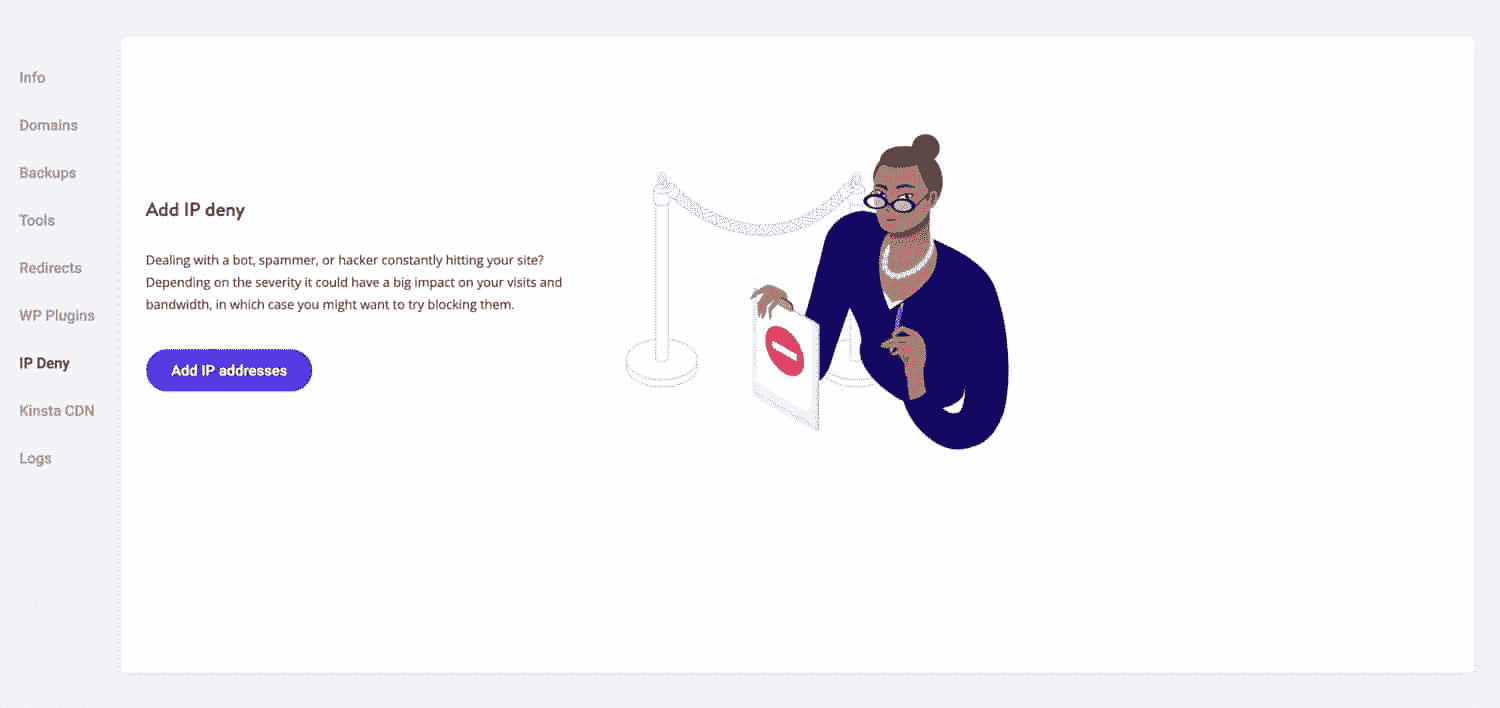 Info
Domains
Backups
Tools
Redirects
WP Plugins
IP Deny
Kinsta CDN
Logs
Add IP deny
Dealing with a bot, spammer, or hacker constantly hitting your site?
Depending on the severity it could have a big impact on your visits and
bandwidth, in which case you might want to try blocking them.
Add IP addresses